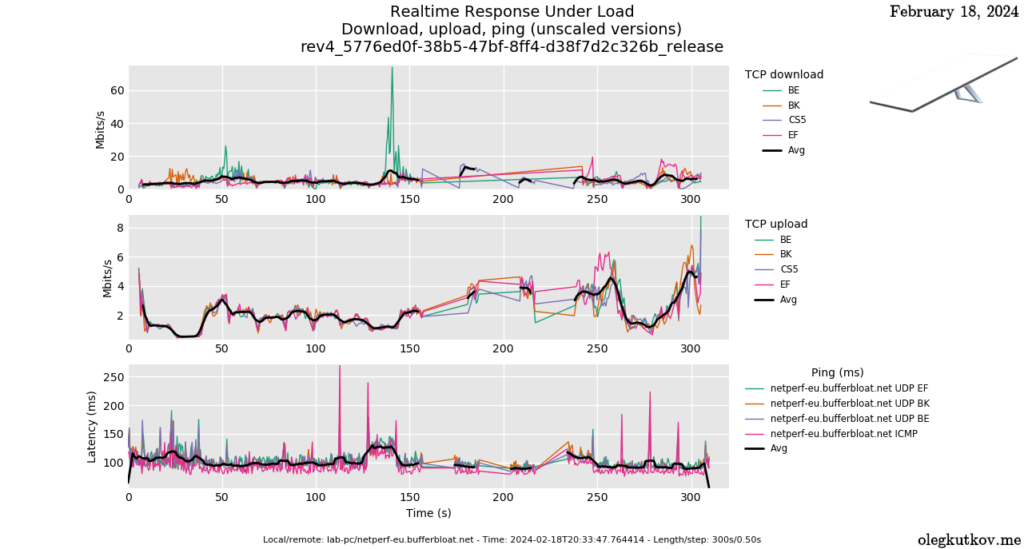 Realtime Response Under Load
Download, upload, ping (unscaled versions)
rev4_5776ed0f-38b5-47bf-8ff4-d38f7d2c326b_release
February 18, 2024
TCP download
BE
BK
CS5
EF
Avg
Mbits/s
60
40
20
0
0 50 100 150 200 250 300
TCP upload
BE
BK
CS5
EF
Avg
Mbits/s
8
6
4
2
0 50 100 150 200 250 300
Ping (ms)
netperf-eu.bufferbloat.net UDP EF
netperf-eu.bufferbloat.net UDP BK
netperf-eu.bufferbloat.net UDP BE
netperf-eu.bufferbloat.net ICMP
Avg
Latency (ms)
250
200
150
100
0 50 100 150 200 250 300
Time (s)
Local/remote: lab-pc/netperf-eu.bufferbloat.net - Time: 2024-02-18T20:33:47.764414 - Length/step: 300s/0.50s
olegkutkov.me